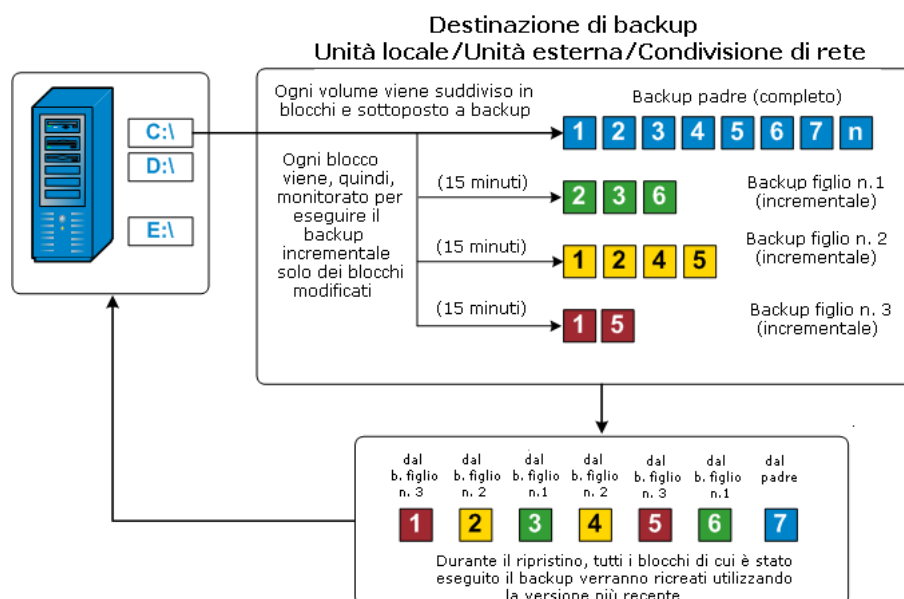 Destinazione di backup
Unità locale/Unità esterna/Condivisione di rete
C:\
D:\
E:\
Ogni volume viene suddiviso in
blocchi e sottoposto a backup
Backup padre (completo)
1 2 3 4 5 6 7 n
Ogni blocco
viene, quindi,
monitorato per
eseguire il
backup
incrementale
solo dei blocchi
modificati
(15 minuti)
2 3 6
Backup figlio n.1
(incrementale)
(15 minuti)
1 2 4 5
Backup figlio n. 2
(incrementale)
(15 minuti)
1 5
Backup figlio n. 3
(incrementale)
dal
b. figlio
n. 3
dal
b. figlio
n. 2
dal
b. figlio
n.1
dal
b. figlio
n. 2
dal
b. figlio
n. 3
dal
b. figlio
n.1
dal
padre
1 2 3 4 5 6 7
Durante il ripristino, tutti i blocchi di cui è stato
eseguito il backup verranno ricreati utilizzando
la versione più recente